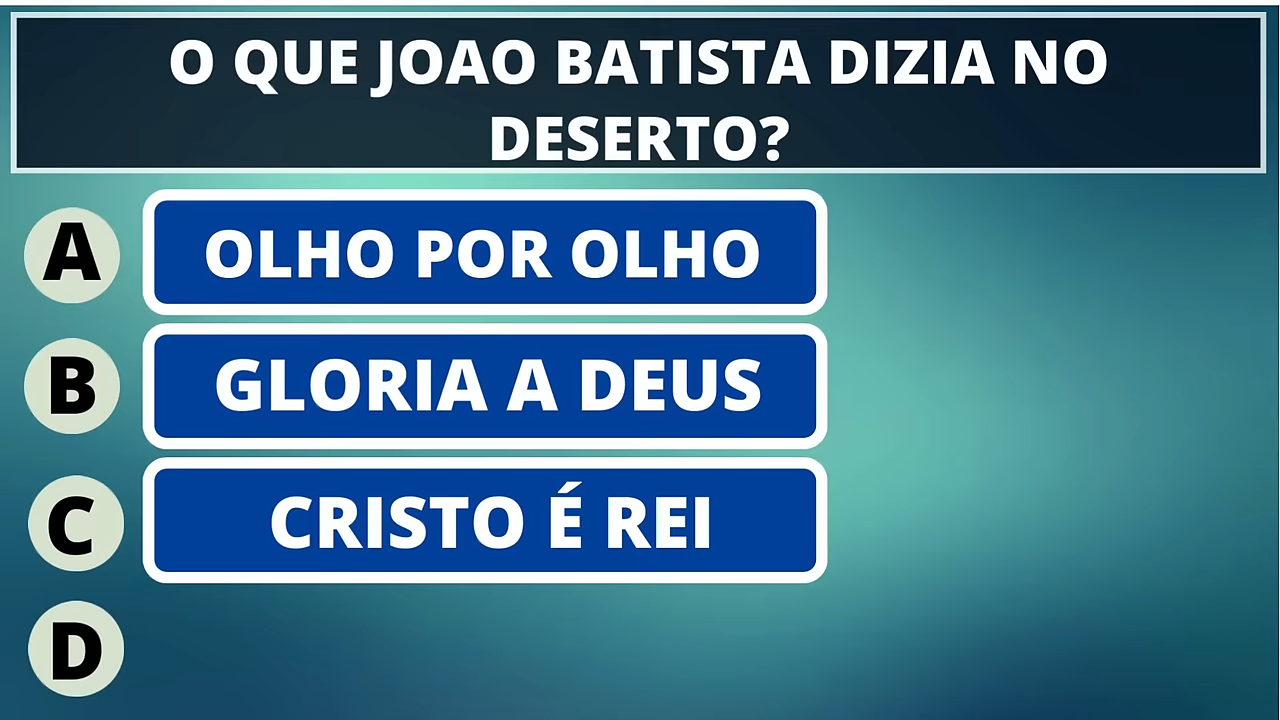 O QUE JOAO BATISTA DIZIA NO
DESERTO?
A OLHO POR OLHO
B GLORIA A DEUS
C CRISTO É REI
D